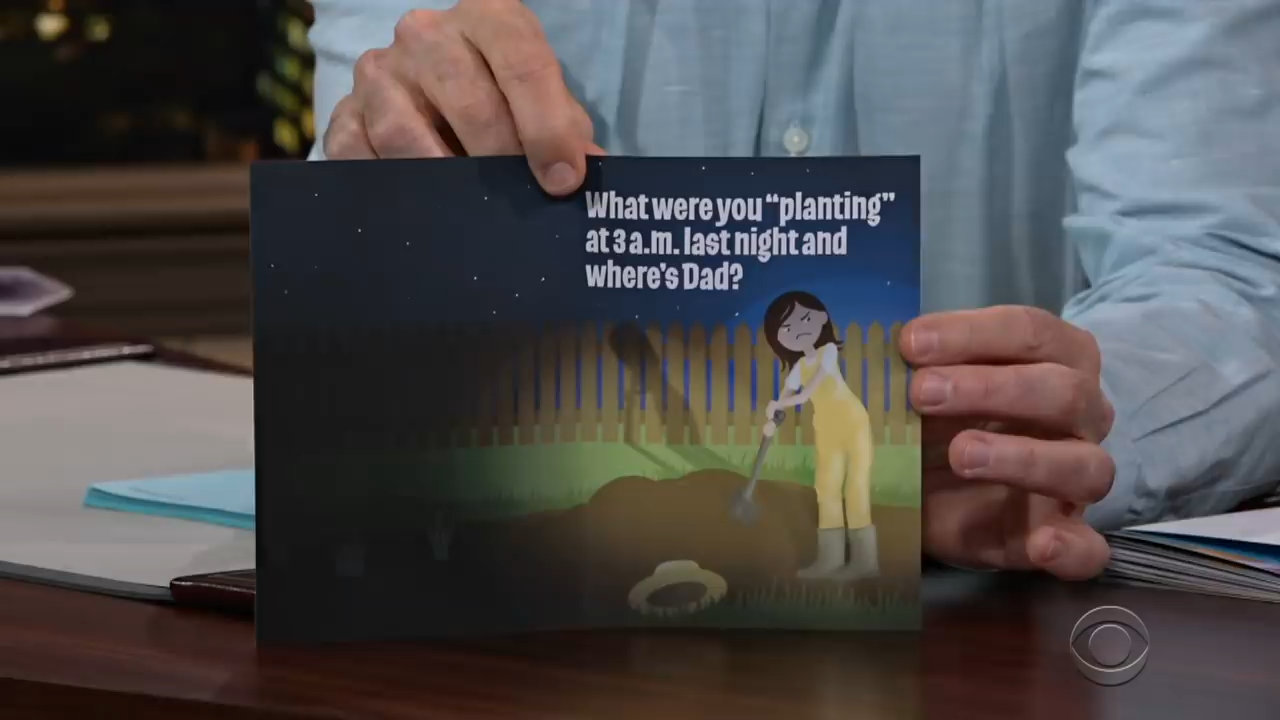 What were you “planting”
at 3 a.m. last night and
where's Dad?